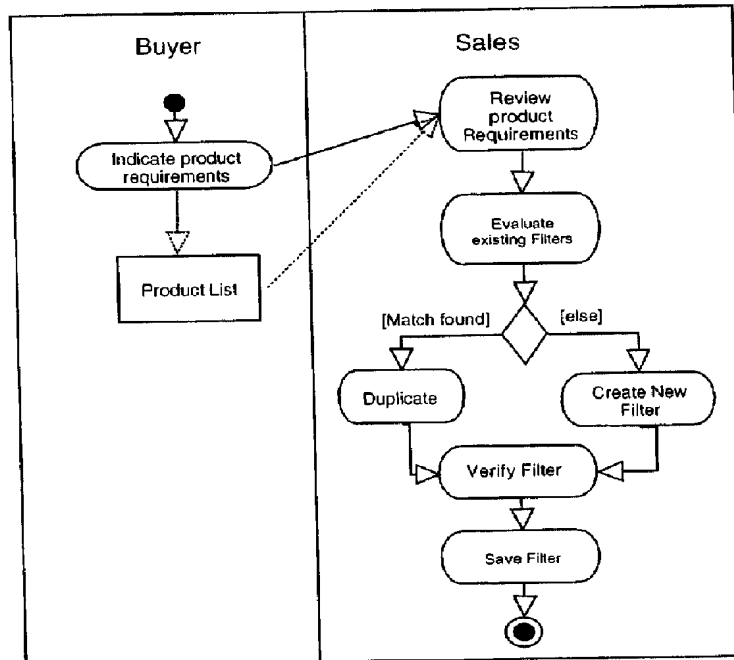 Buyer
Sales
Indicate product
requirements
Product List
Review
product
Requirements
Evaluate
existing Filters
[Match found]
[else]
Duplicate
Create New
Filter
Verify Filter
Save Filter